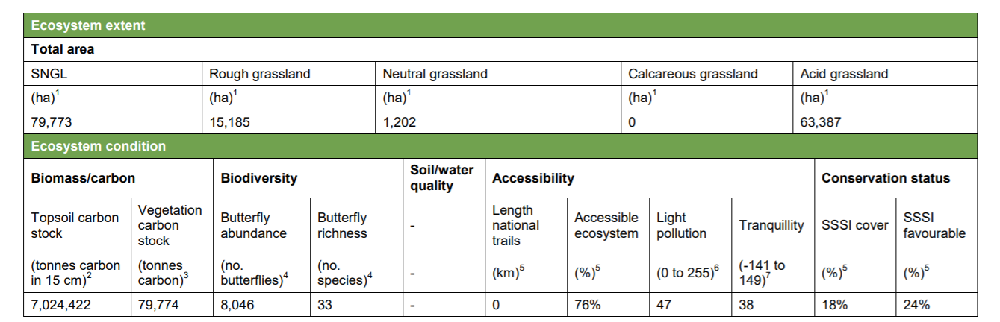 Ecosystem extent
Total area
SNGL Rough grassland Neutral grassland Calcareous grassland Acid grassland
(ha)1 (ha)1 (ha)1 (ha)1 (ha)1
79,773 15,185 1,202 0 63,387
Ecosystem condition
Biomass/carbon Biodiversity Soil/water quality Accessibility Conservation status
Topsoil carbon stock Vegetation carbon stock Butterfly abundance Butterfly richness - Length national trails Accessible ecosystem Light pollution Tranquillity SSSI cover SSSI favourable
(tonnes carbon in 15 cm)2 (tonnes carbon)3 (no. butterflies)4 (no. species)4 - (km)5 (%)5 (0 to 255)6 (-141 to 149)7 (%)5 (%)5
7,024,422 79,774 8,046 33 - 0 76% 47 38 18% 24%